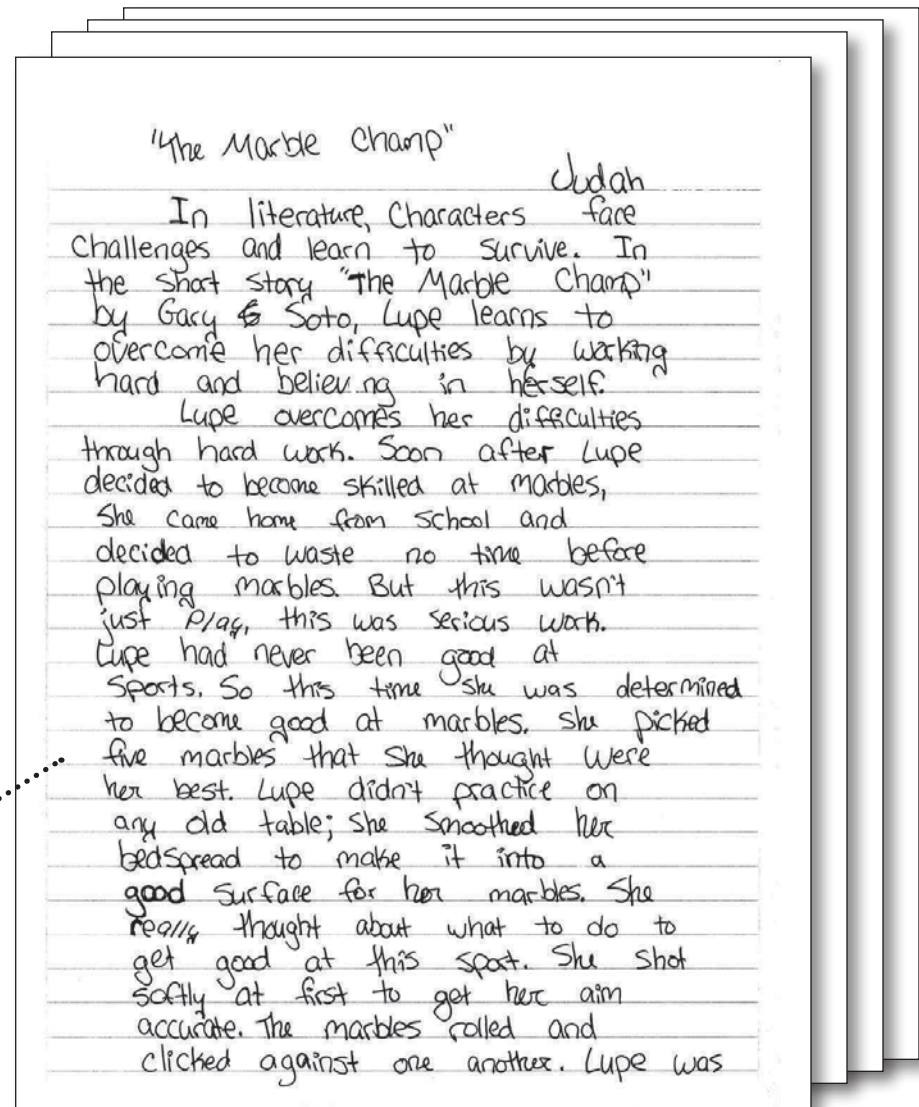 "The Marble Champ"
Judah
In literature, Characters face
Challenges and learn to survive. In
the short story "The Marble Champ"
by Gary Soto, Lupe learns to
overcome her difficulties by working
hard and believing in herself.
Lupe overcomes her difficulties
through hard work. Soon after Lupe
decided to become skilled at marbles,
She came home from School and
decided to waste no time before
playing marbles. But this wasn't
just play, this was serious work.
Lupe had never been good at
Sports. So this time she was determined
to become good at marbles. She picked
five marbles that she thought were
her best. Lupe didn't practice on
any old table; she smoothed her
bedspread to make it into a
good surface for her marbles. She
really thought about what to do to
get good at this sport. She shot
softly at first to get her aim
accurate. The marbles rolled and
clicked against one another. Lupe was